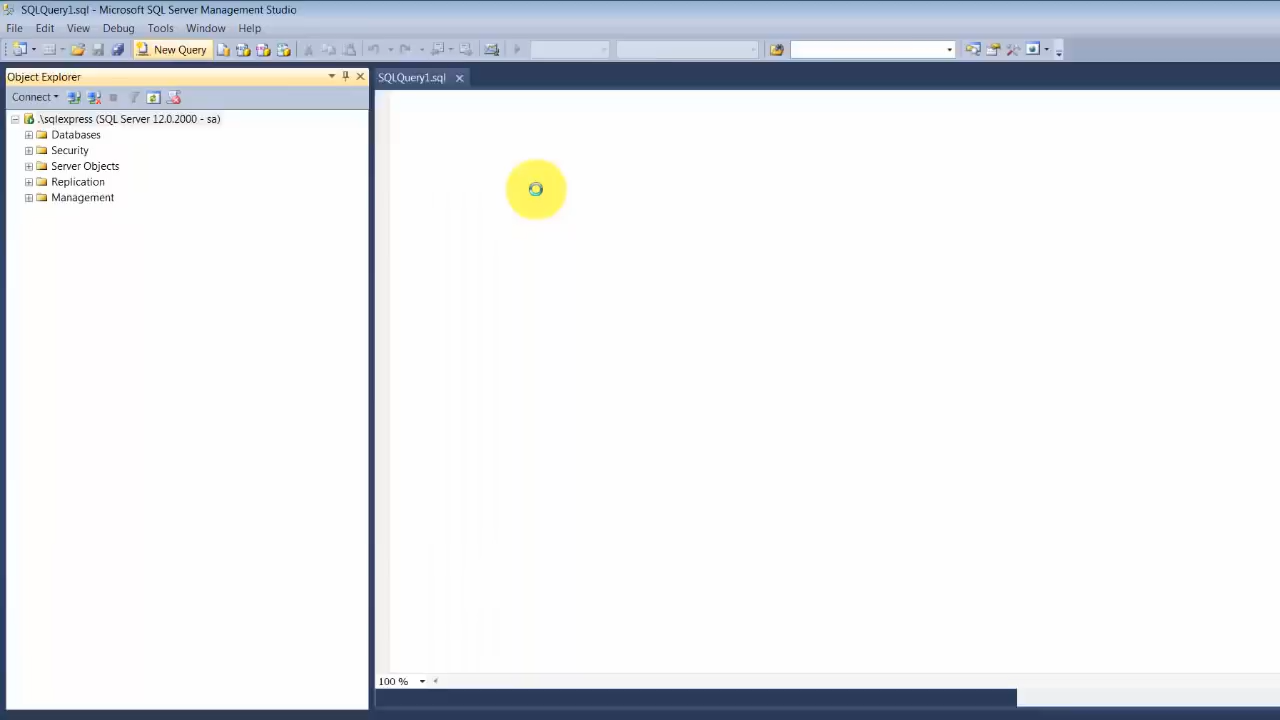 SQLQuery1.sql - Microsoft SQL Server Management Studio
File Edit View Debug Tools Window Help
New Query
Object Explorer
SQLQuery1.sql
Connect
.\sqlexpress (SQL Server 12.0.2000 - sa)
Databases
Security
Server Objects
Replication
Management
100 %